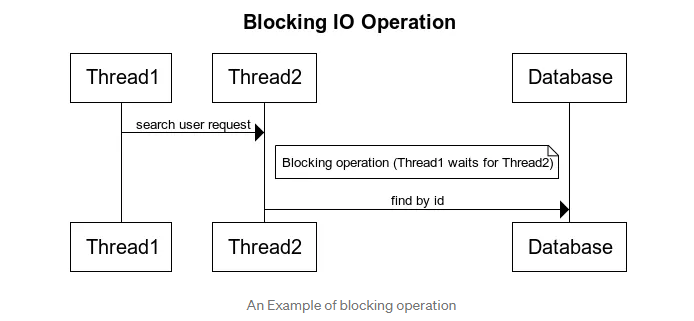 Blocking IO Operation
Thread1 Thread2 Database
search user request
Blocking operation (Thread1 waits for Thread2)
find by id
Thread1 Thread2 Database
An Example of blocking operation